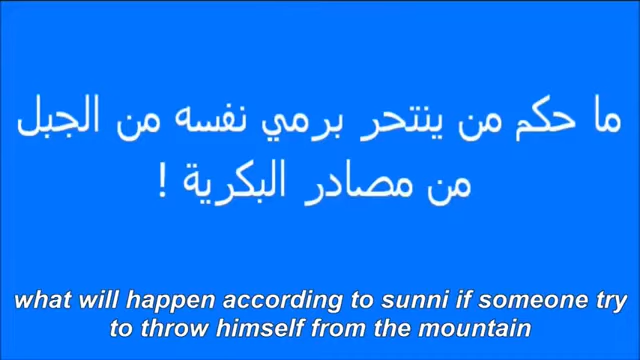 ما حكم من ينتحر برمي نفسه من الجبل
من مصادر البكرية !
what will happen according to sunni if someone try
to throw himself from the mountain